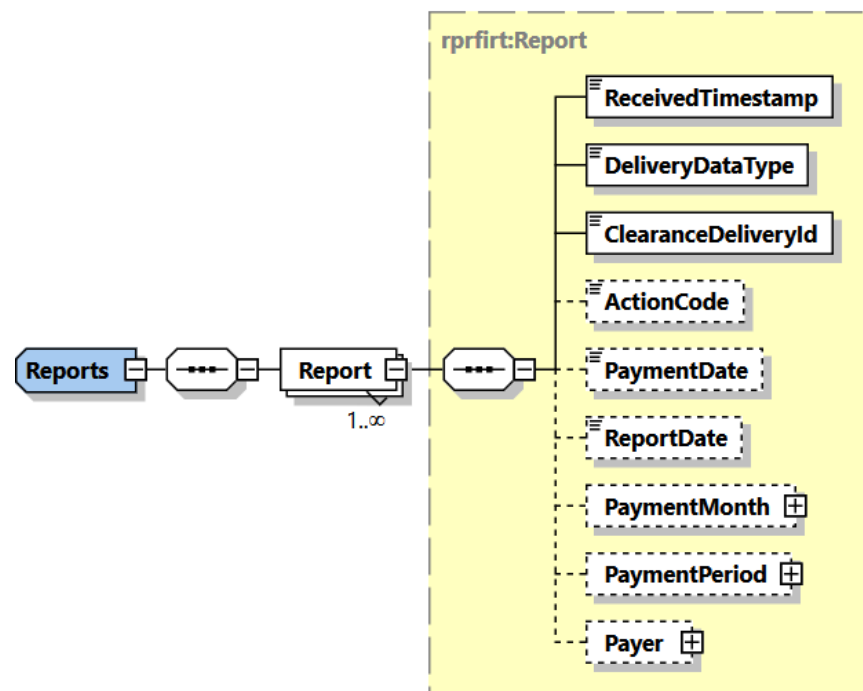 rprfirt:Report
ReceivedTimestamp
DeliveryDataType
ClearanceDeliveryId
ActionCode
Reports
Report
1..∞
PaymentDate
ReportDate
PaymentMonth
PaymentPeriod
Payer